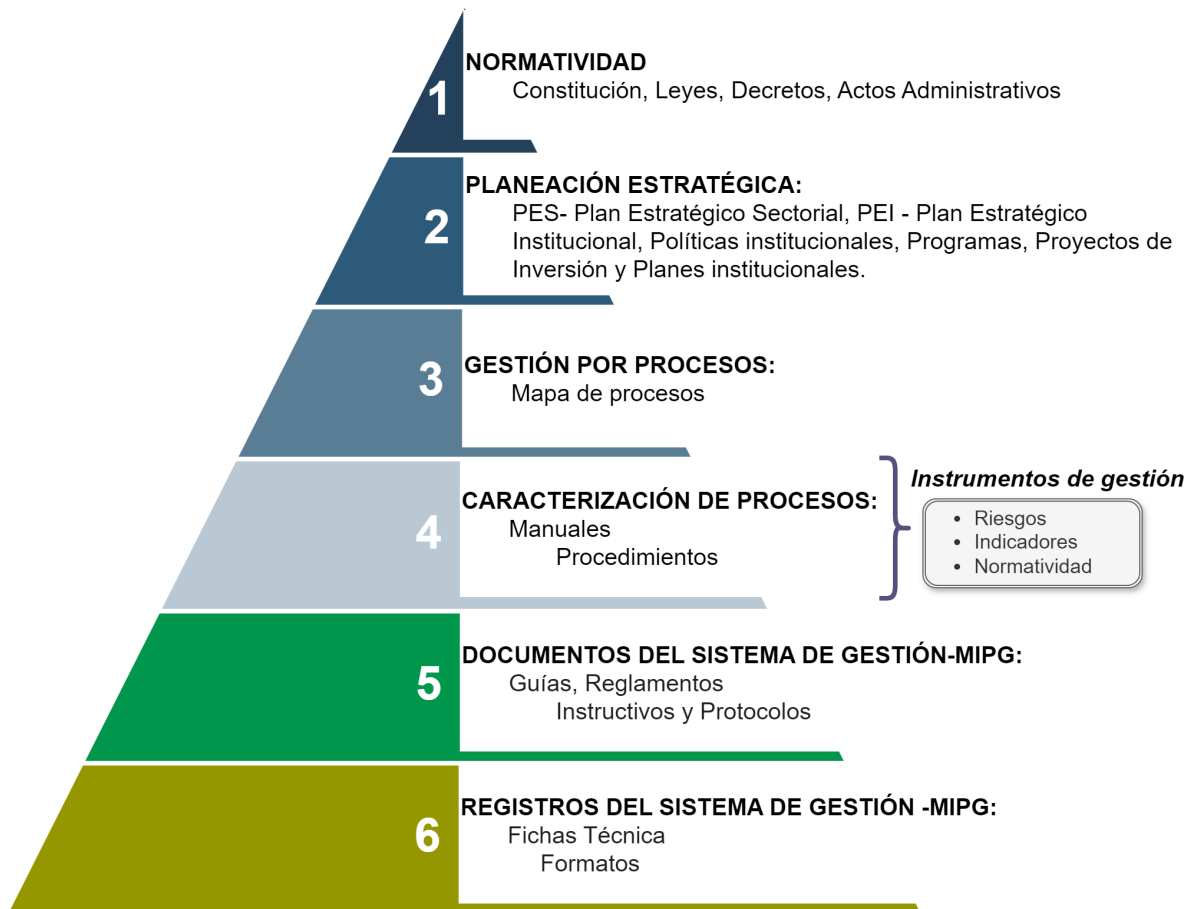 1
NORMATIVIDAD
Constitución, Leyes, Decretos, Actos Administrativos
2
PLANEACIÓN ESTRATÉGICA:
PES- Plan Estratégico Sectorial, PEI - Plan Estratégico
Institucional, Políticas institucionales, Programas, Proyectos de
Inversión y Planes institucionales.
3
GESTIÓN POR PROCESOS:
Mapa de procesos
4
CARACTERIZACIÓN DE PROCESOS:
Manuales
Procedimientos
Instrumentos de gestión
• Riesgos
• Indicadores
• Normatividad
5
DOCUMENTOS DEL SISTEMA DE GESTIÓN-MIPG:
Guías, Reglamentos
Instructivos y Protocolos
6
REGISTROS DEL SISTEMA DE GESTIÓN -MIPG:
Fichas Técnica
Formatos